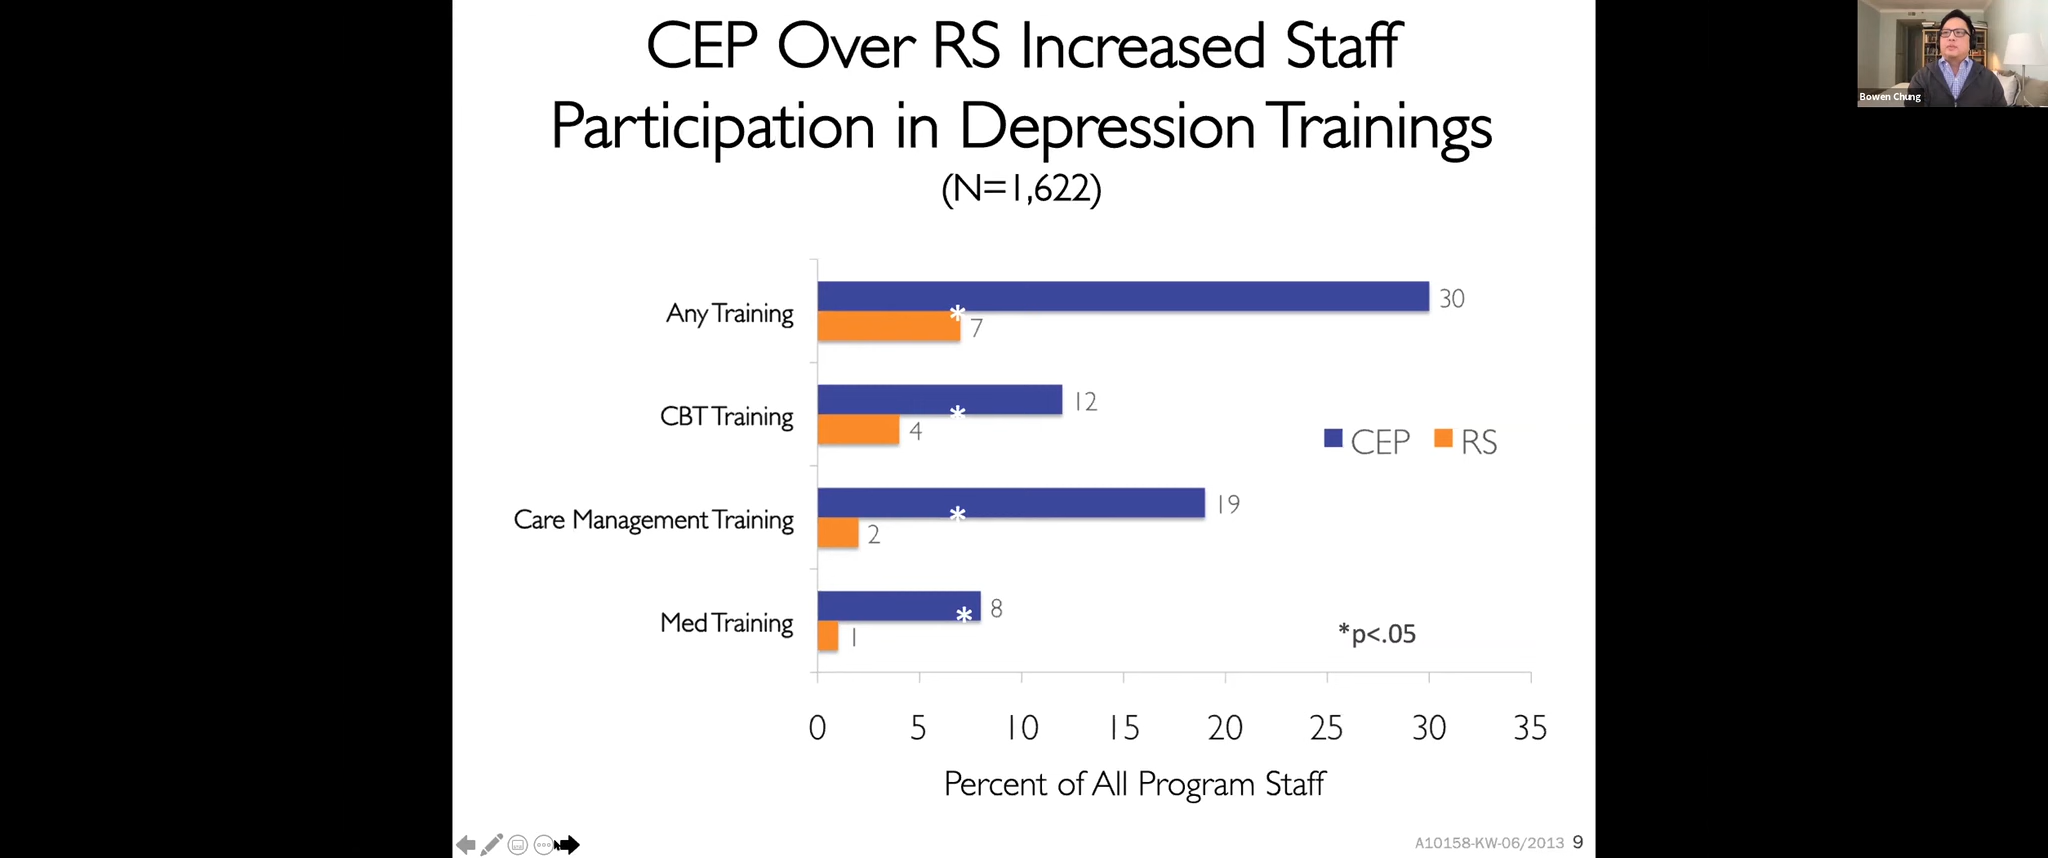 CEP Over RS Increased Staff
Participation in Depression Trainings
(N=1,622)
Bowen Chung
Any Training
30
* 7
CBT Training
* 12
4
CEP RS
Care Management Training
* 19
2
Med Training
* 8
1
*p<.05
0 5 10 15 20 25 30 35
Percent of All Program Staff
A10158-KW-06/2013 9